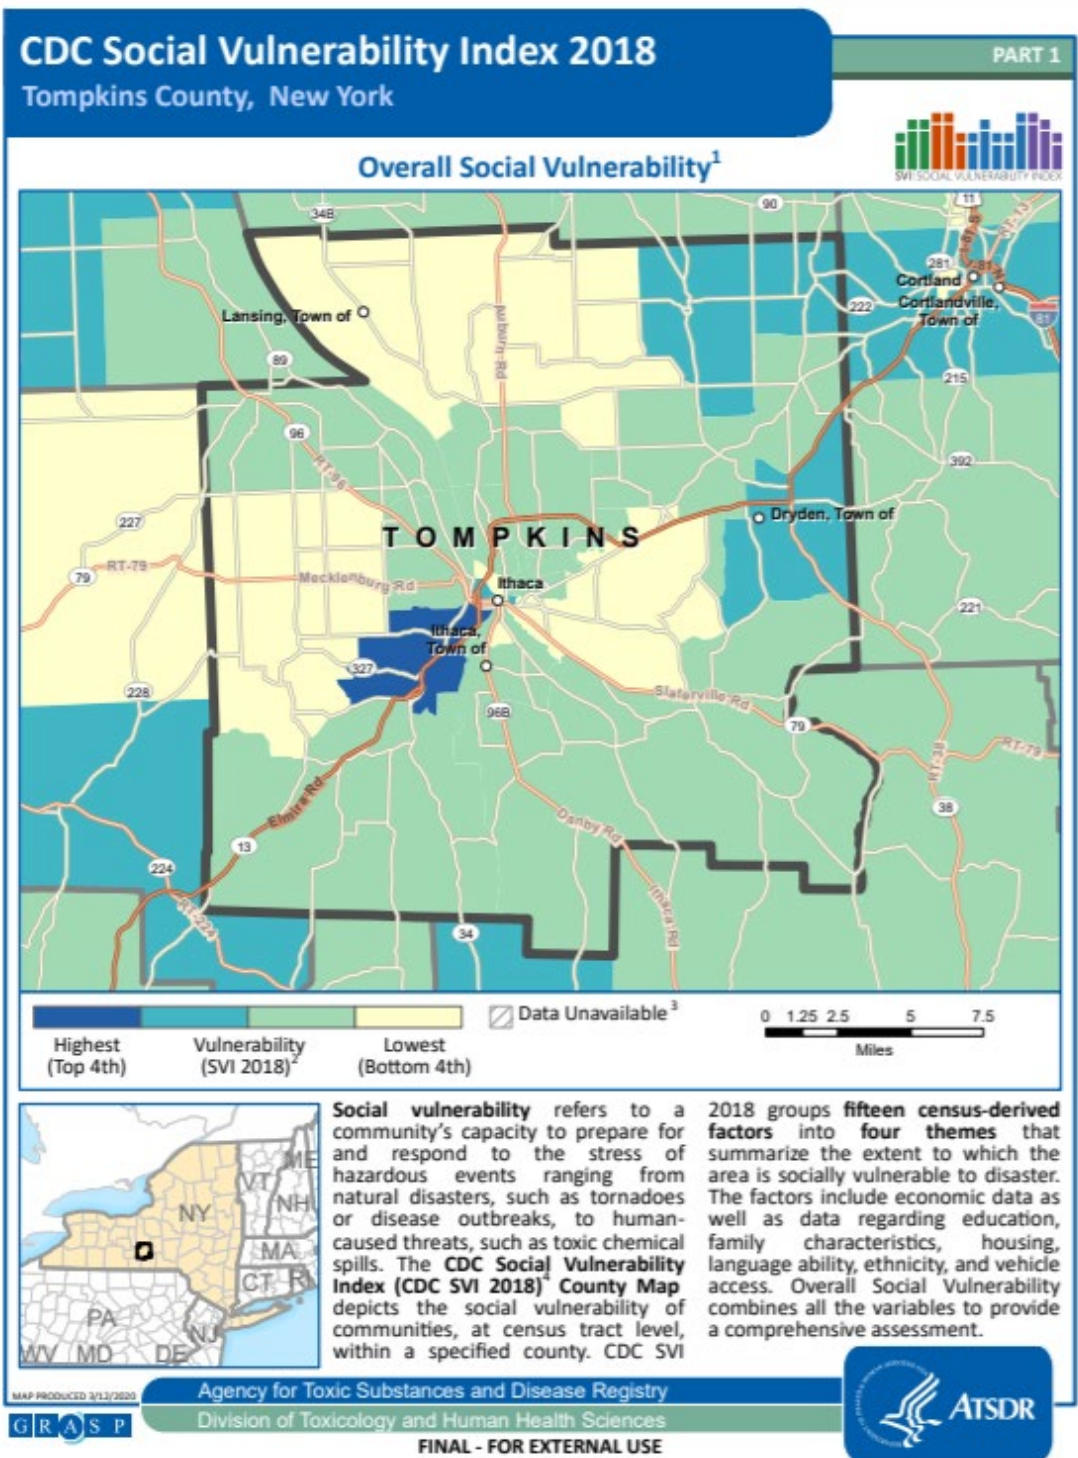 CDC Social Vulnerability Index 2018
Tompkins County, New York
PART 1
SVI SOCIAL VULNERABILITY INDEX
Overall Social Vulnerability¹
34B
90
11
I-81-S
RT-13
281
I-81-N
Cortland
Cortlandville,
Town of
81
222
Lansing, Town of
Auburn Rd
89
215
96
RT-96
392
227
Dryden, Town of
TOMPKINS
79
RT-79
Mecklenburg Rd
Ithaca
221
Ithaca,
Town of
327
228
Slaterville Rd
96B
79
RT-38
RT-79
Elmira Rd
38
13
Danby Rd
224
RT-224
Ithaca Rd
34
Highest
(Top 4th)
Vulnerability
(SVI 2018)²
Lowest
(Bottom 4th)
Data Unavailable³
0 1.25 2.5 5 7.5
Miles
NY
VT
ME
NH
MA
CT
RI
PA
NJ
WV MD DE
Social vulnerability refers to a
community's capacity to prepare for
and respond to the stress of
hazardous events ranging from
natural disasters, such as tornadoes
or disease outbreaks, to human-
caused threats, such as toxic chemical
spills. The CDC Social Vulnerability
Index (CDC SVI 2018)⁴ County Map
depicts the social vulnerability of
communities, at census tract level,
within a specified county. CDC SVI
2018 groups fifteen census-derived
factors into four themes that
summarize the extent to which the
area is socially vulnerable to disaster.
The factors include economic data as
well as data regarding education,
family characteristics, housing,
language ability, ethnicity, and vehicle
access. Overall Social Vulnerability
combines all the variables to provide
a comprehensive assessment.
MAP PRODUCED 3/12/2020
Agency for Toxic Substances and Disease Registry
GRASP
Division of Toxicology and Human Health Sciences
ATSDR
FINAL - FOR EXTERNAL USE